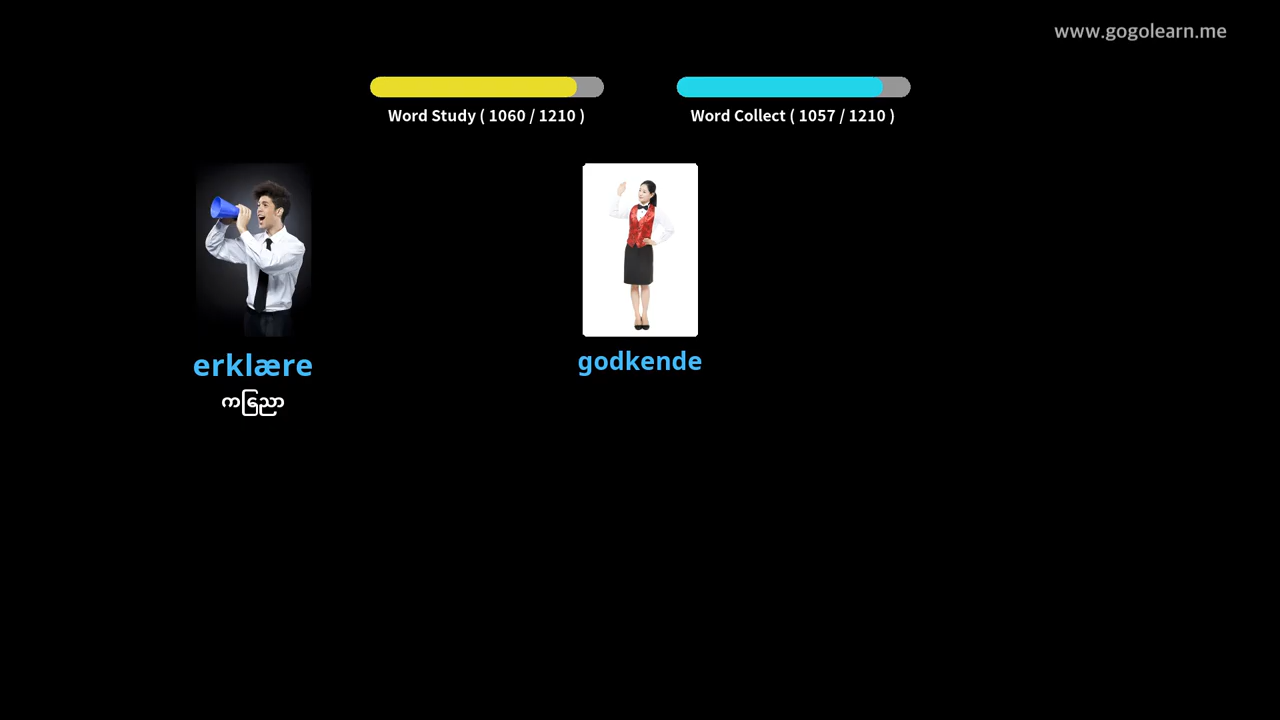 www.gogolearn.me
Word Study ( 1060 / 1210 )
Word Collect ( 1057 / 1210 )
erklære
ကြေညာ
godkende